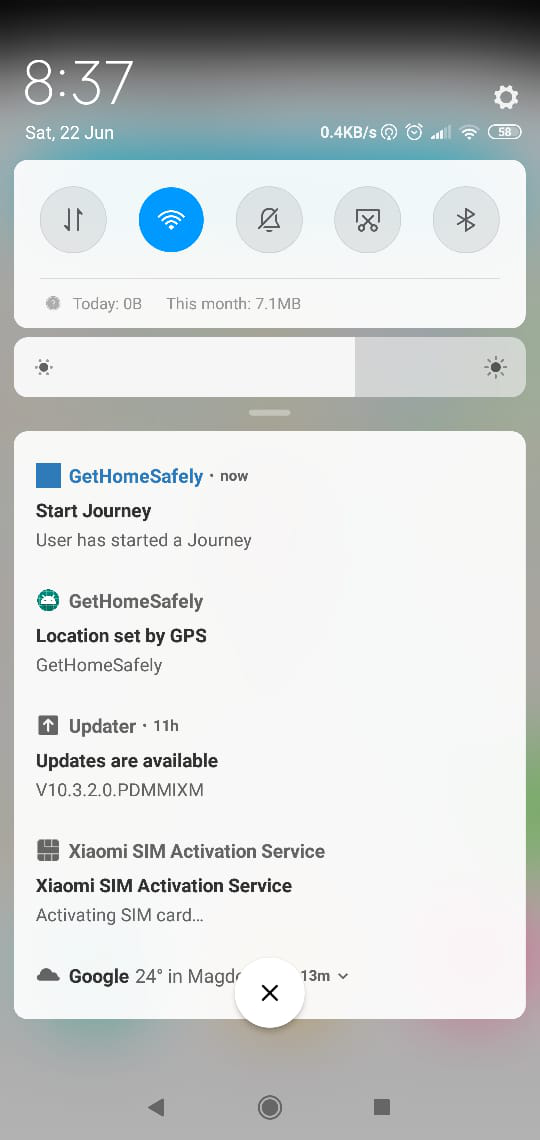 8:37
Sat, 22 Jun
0.4KB/s
58
Today: 0B This month: 7.1MB
GetHomeSafely · now
Start Journey
User has started a Journey
GetHomeSafely
Location set by GPS
GetHomeSafely
Updater · 11h
Updates are available
V10.3.2.0.PDMMIXM
Xiaomi SIM Activation Service
Xiaomi SIM Activation Service
Activating SIM card...
Google 24° in 13m